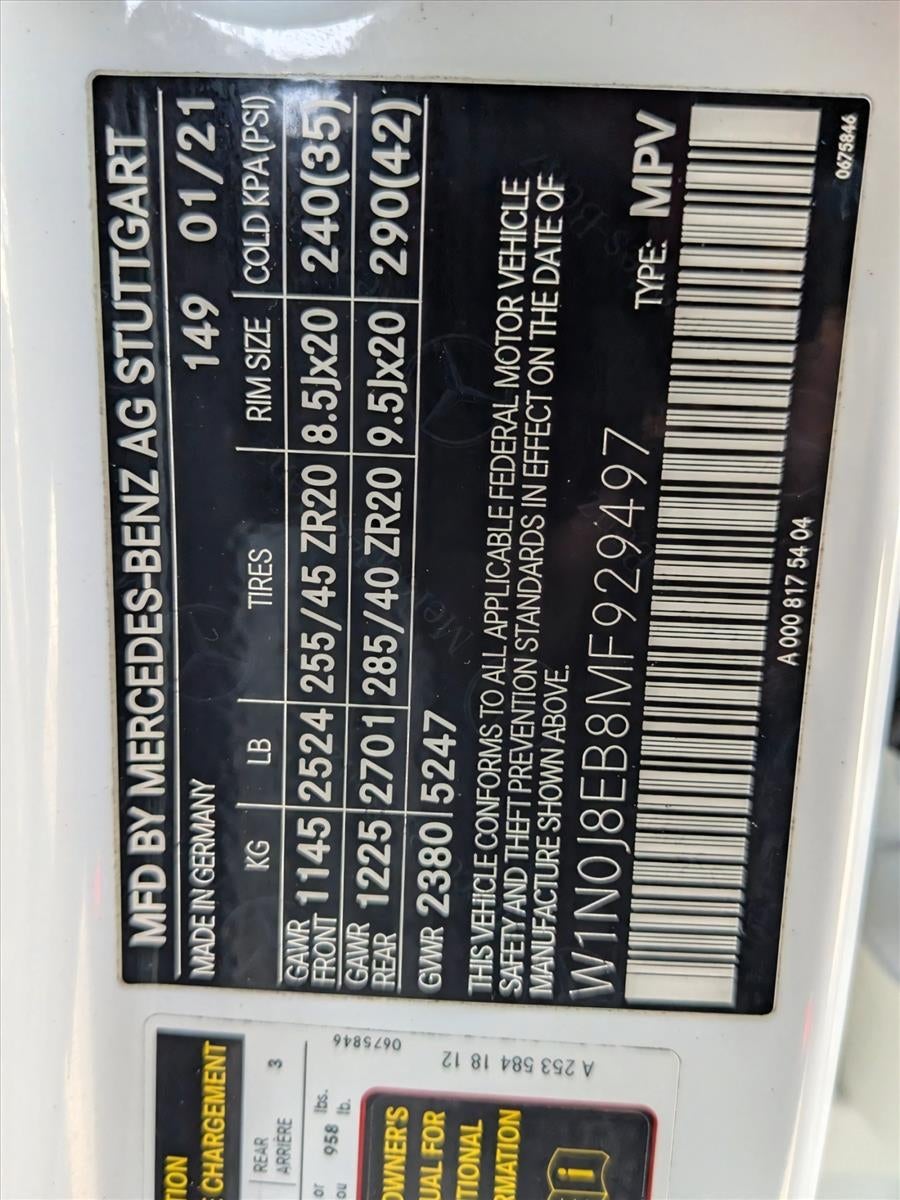 MFD BY MERCEDES-BENZ AG STUTTGART
MADE IN GERMANY 149 01/21
KG LB TIRES RIM SIZE COLD KPA (PSI)
GAWR FRONT 1145 2524 255/45 ZR20 8.5Jx20 240(35)
GAWR REAR 1225 2701 285/40 ZR20 9.5Jx20 290(42)
GVWR 2380 5247
THIS VEHICLE CONFORMS TO ALL APPLICABLE FEDERAL MOTOR VEHICLE
SAFETY AND THEFT PREVENTION STANDARDS IN EFFECT ON THE DATE OF
MANUFACTURE SHOWN ABOVE.
W1N0J8EB8MF929497 TYPE: MPV
A 000 817 54 04
0675846
CHARGEMENT
REAR
ARRIÈRE
3
or 958 lbs.
ou lb.
0675846
A 253 584 18 12
OWNER'S
FOR
i